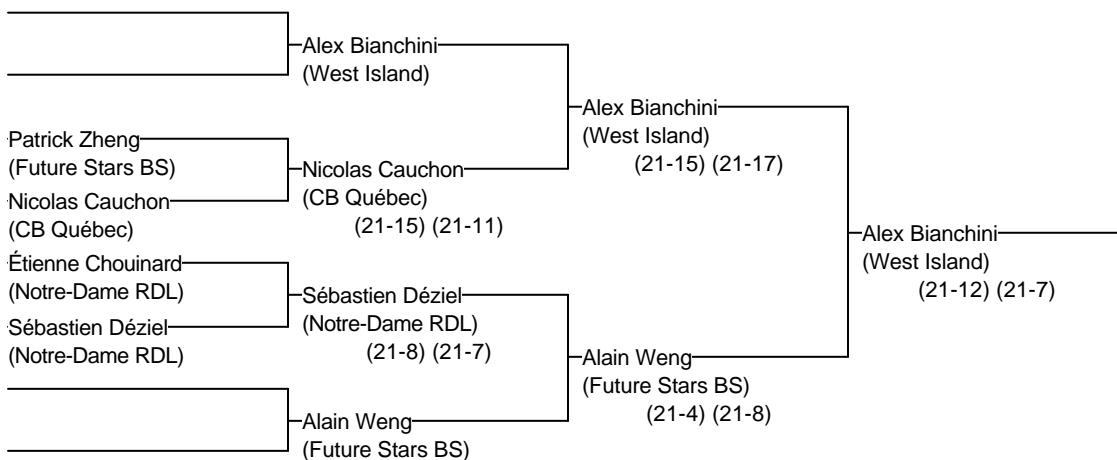 Alex Bianchini
(West Island)
Alex Bianchini
(West Island)
(21-15) (21-17)
Patrick Zheng
(Future Stars BS)
Nicolas Cauchon
(CB Québec)
(21-15) (21-11)
Nicolas Cauchon
(CB Québec)
Alex Bianchini
(West Island)
(21-12) (21-7)
Étienne Chouinard
(Notre-Dame RDL)
Sébastien Déziel
(Notre-Dame RDL)
(21-8) (21-7)
Sébastien Déziel
(Notre-Dame RDL)
Alain Weng
(Future Stars BS)
(21-4) (21-8)
Alain Weng
(Future Stars BS)